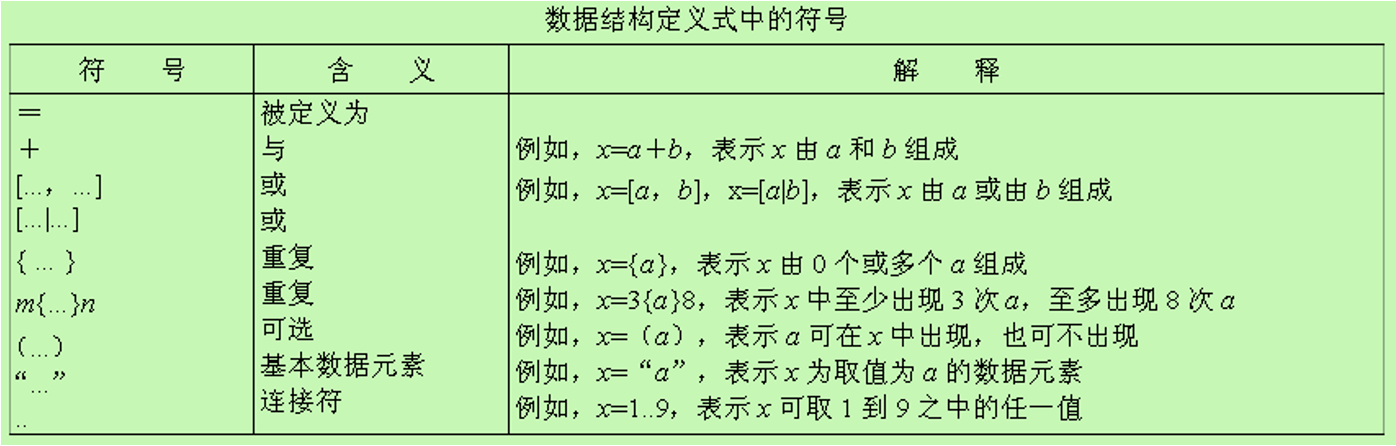 数据结构定义式中的符号
符 号 含 义 解 释
＝ 被定义为
＋ 与 例如，x=a＋b，表示 x 由 a 和 b 组成
[…，…] 或 例如，x=[a，b]，x=[a|b]，表示 x 由 a 或由 b 组成
[…|…] 或
{ … } 重复 例如，x={a}，表示 x 由 0 个或多个 a 组成
m{…}n 重复 例如，x=3{a}8，表示 x 中至少出现 3 次 a，至多出现 8 次 a
(…) 可选 例如，x=（a），表示 a 可在 x 中出现，也可不出现
“…” 基本数据元素 例如，x=“a”，表示 x 为取值为 a 的数据元素
.. 连接符 例如，x=1..9，表示 x 可取 1 到 9 之中的任一值